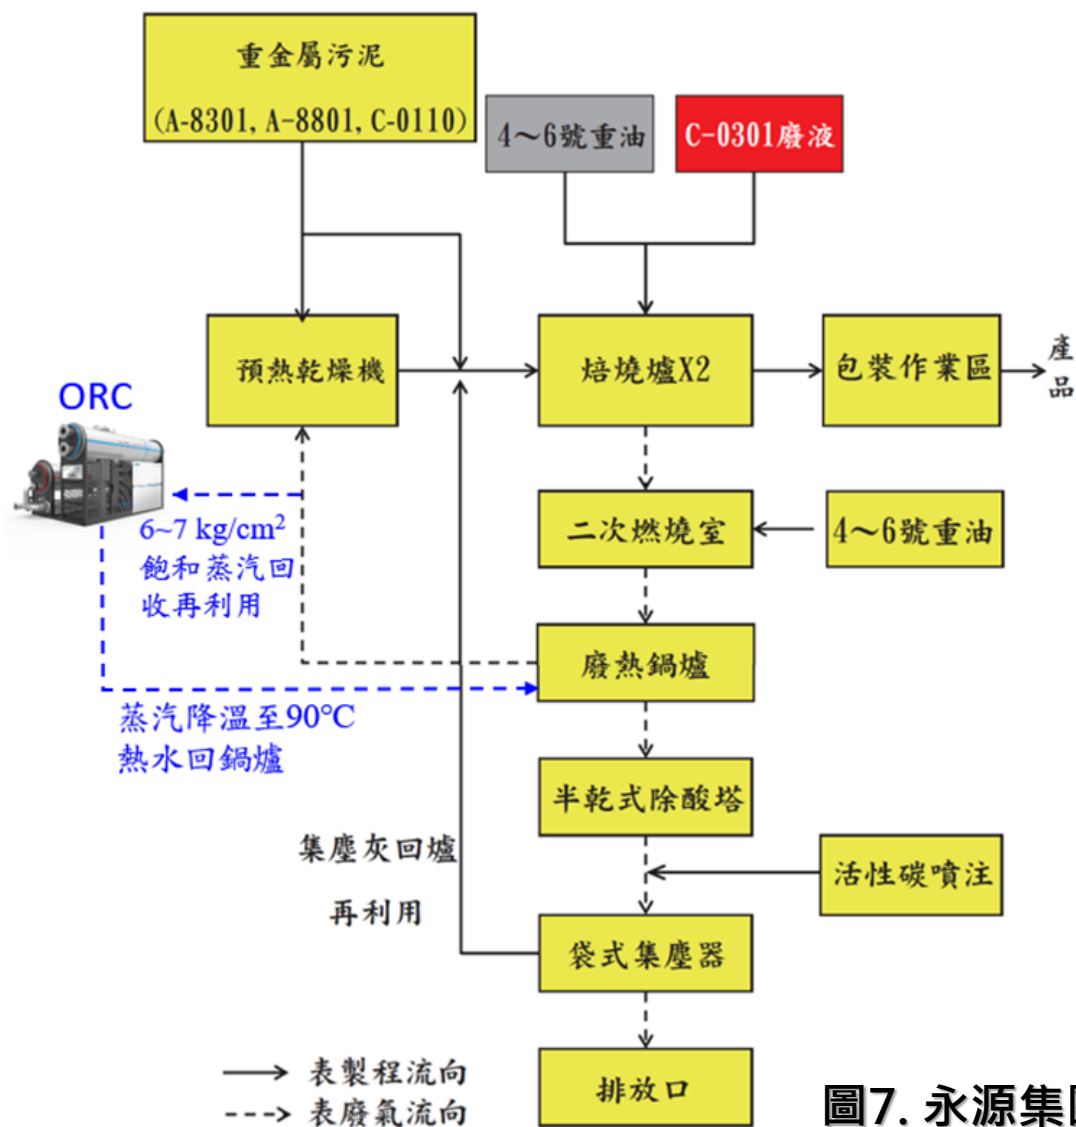 重金屬污泥
(A-8301, A-8801, C-0110)
4～6號重油
C-0301廢液
預熱乾燥機
焙燒爐X2
包裝作業區
產
品
ORC
6~7 kg/cm²
飽和蒸汽回
收再利用
二次燃燒室
4～6號重油
廢熱鍋爐
蒸汽降溫至90°C
熱水回鍋爐
半乾式除酸塔
集塵灰回爐
再利用
活性碳噴注
袋式集塵器
表製程流向
表廢氣流向
排放口
圖7. 永源集